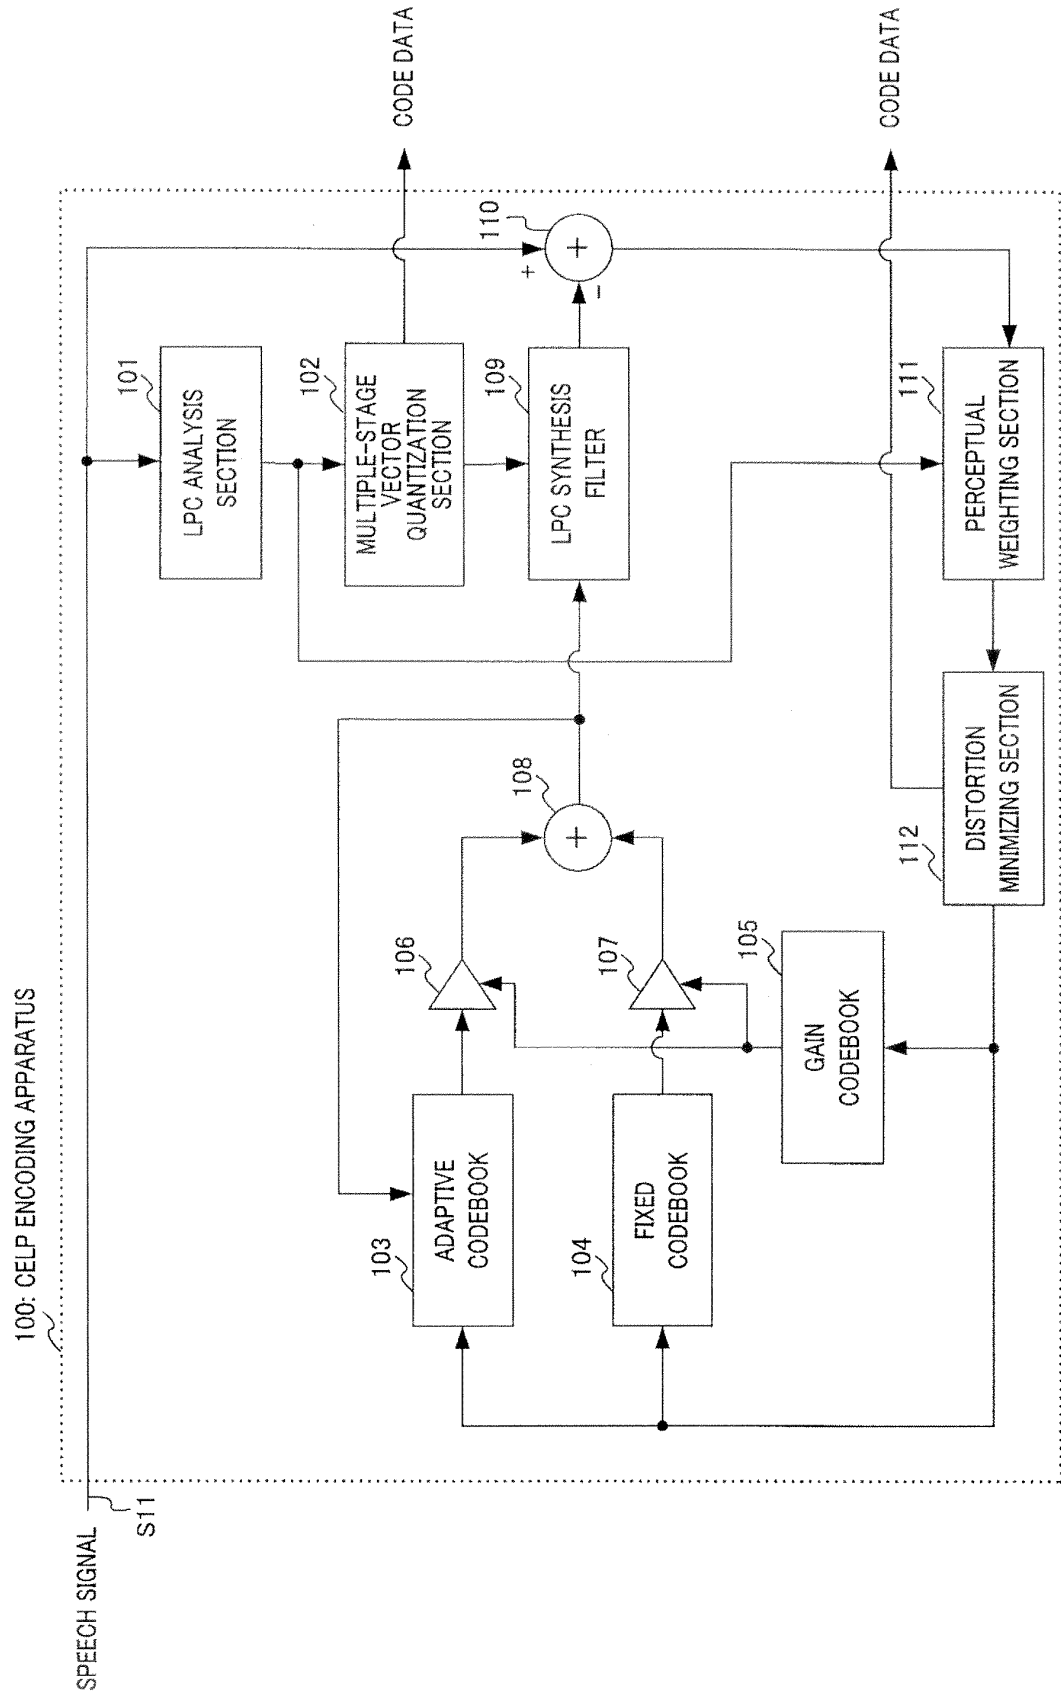 100: CELP ENCODING APPARATUS
SPEECH SIGNAL
S11
101
LPC ANALYSIS
SECTION
102
MULTIPLE-STAGE
VECTOR
QUANTIZATION
SECTION
CODE DATA
109
LPC SYNTHESIS
FILTER
110
+
+
-
103
ADAPTIVE
CODEBOOK
106
108
+
104
FIXED
CODEBOOK
107
105
GAIN
CODEBOOK
112
DISTORTION
MINIMIZING SECTION
111
PERCEPTUAL
WEIGHTING SECTION
CODE DATA